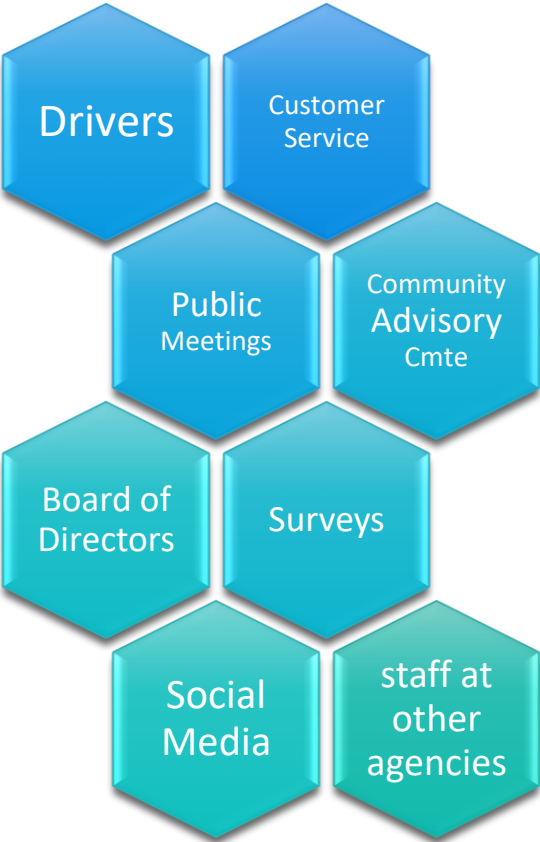 Drivers
Customer
Service
Public
Meetings
Community
Advisory
Cmte
Board of
Directors
Surveys
Social
Media
staff at
other
agencies